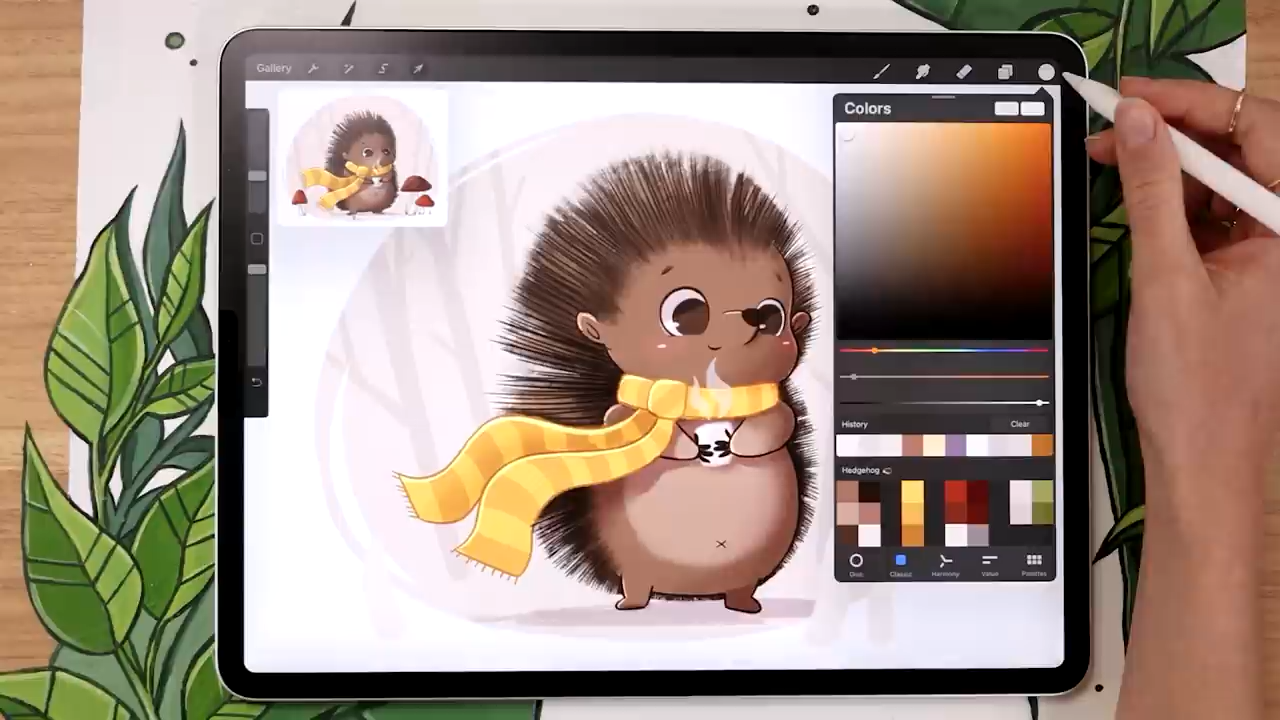 Gallery
Colors
History
Clear
Hedgehog
Disc
Classic
Harmony
Value
Palettes